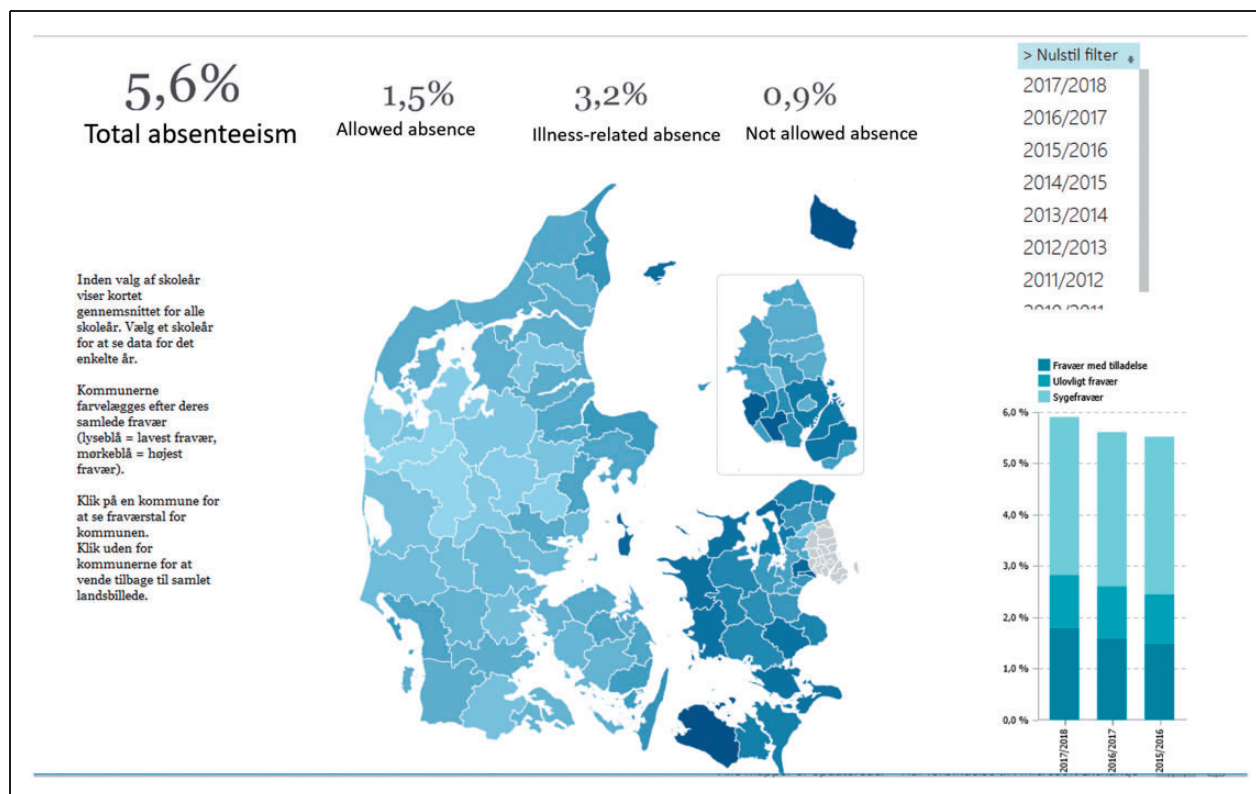 5,6%
Total absenteeism
1,5%
Allowed absence
3,2%
Illness-related absence
0,9%
Not allowed absence
> Nulstil filter
2017/2018
2016/2017
2015/2016
2014/2015
2013/2014
2012/2013
2011/2012
2010/2011
Inden valg af skoleår
viser kortet
gennemsnittet for alle
skoleår. Vælg et skoleår
for at se data for det
enkelte år.
Kommunerne
farvelægges efter deres
samlede fravær
(lyseblå = lavest fravær,
mørkeblå = højest
fravær).
Klik på en kommune for
at se fraværstal for
kommunen.
Klik uden for
kommunerne for at
vende tilbage til samlet
landsbillede.
Fravær med tilladelse
Ulovligt fravær
Sygefravær
6,0 %
5,0 %
4,0 %
3,0 %
2,0 %
1,0 %
0,0 %
2017/2018
2016/2017
2015/2016